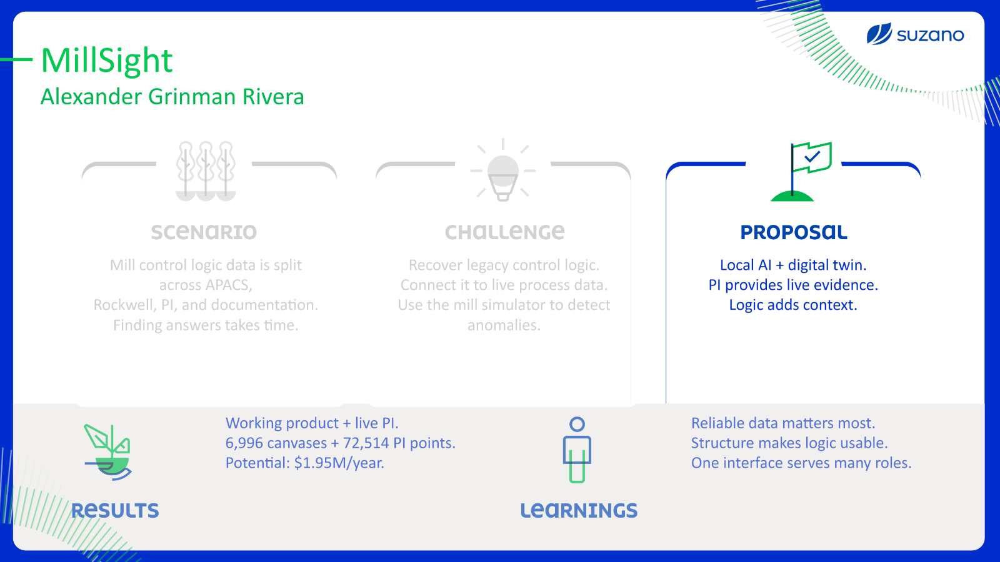 suzano
MillSight
Alexander Grinman Rivera
SCENARIO
Mill control logic data is split
across APACS,
Rockwell, PI, and documentation.
Finding answers takes time.
CHALLENGE
Recover legacy control logic.
Connect it to live process data.
Use the mill simulator to detect
anomalies.
PROPOSAL
Local AI + digital twin.
PI provides live evidence.
Logic adds context.
RESULTS
Working product + live PI.
6,996 canvases + 72,514 PI points.
Potential: $1.95M/year.
LEARNINGS
Reliable data matters most.
Structure makes logic usable.
One interface serves many roles.